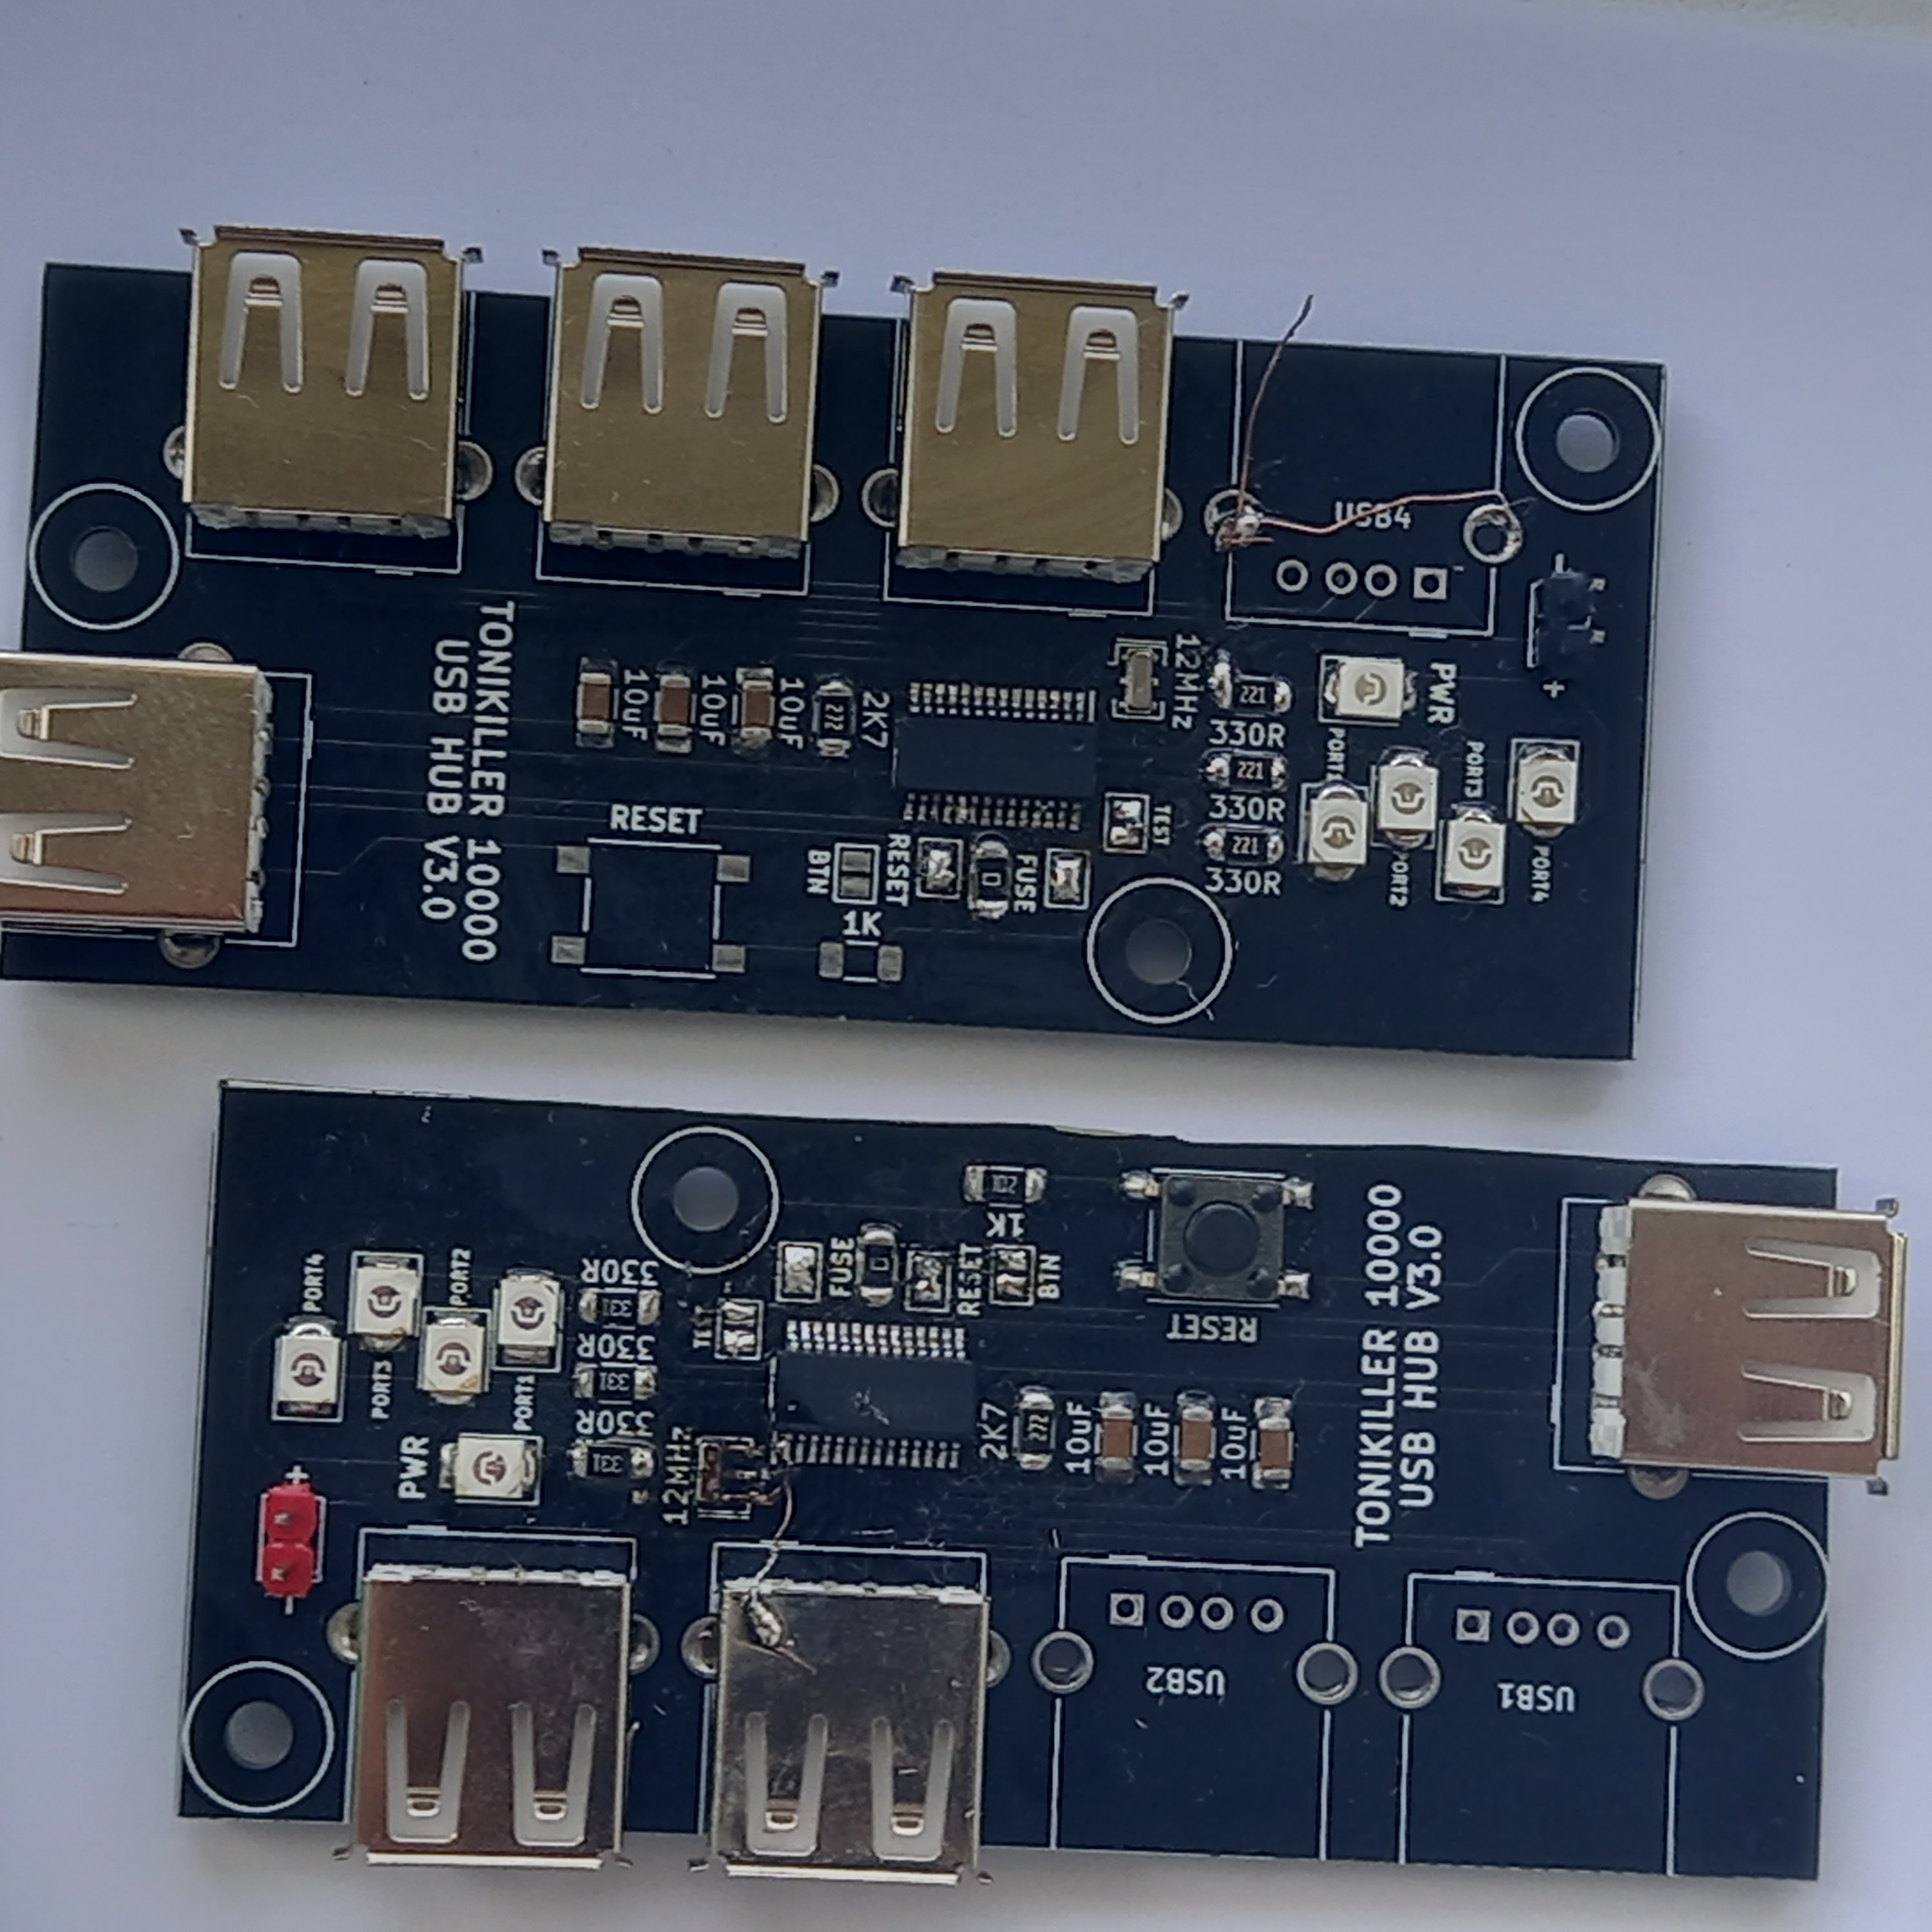 - +
PORT4
PORT3
PWR
PORT2
PORT1
331
331
331
330R
330R
330R
12MHz
TEST
FUSE
RESET
2K7
272
1K
BTN
10uF
10uF
10uF
RESET
USB2
TONIKILLER 10000
USB HUB V3.0
USB1
TONIKILLER 10000
USB HUB V3.0
RESET
10uF
10uF
10uF
BTN
1K
272
2K7
RESET
FUSE
TEST
12MHz
330R
330R
330R
221
221
221
PORT1
PORT2
PWR
PORT3
PORT4
+ -